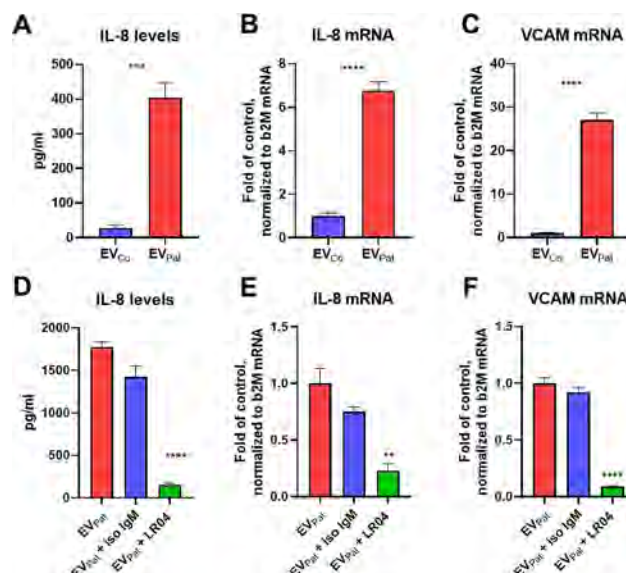 A
IL-8 levels
pg/ml
500
400
300
200
100
0
EVCo
EVPal
B
IL-8 mRNA
****
Fold of control,
normalized to b2M mRNA
8
6
4
2
0
EVCo
EVPal
C
VCAM mRNA
****
Fold of control,
normalized to b2M mRNA
40
30
20
10
0
EVPal
D
IL-8 levels
pg/ml
2000
1500
1000
500
0
****
EVPal
EVPal + iso IgM
EVPal + LR04
E
IL-8 mRNA
Fold of control,
normalized to b2M mRNA
1.5
1.0
0.5
0.0
**
EVPal
EVPal + iso IgM
EVPal + LR04
F
VCAM mRNA
Fold of control,
normalized to b2M mRNA
1.5
1.0
0.5
0.0
****
EVPal
EVPal + iso IgM
EVPal + LR04